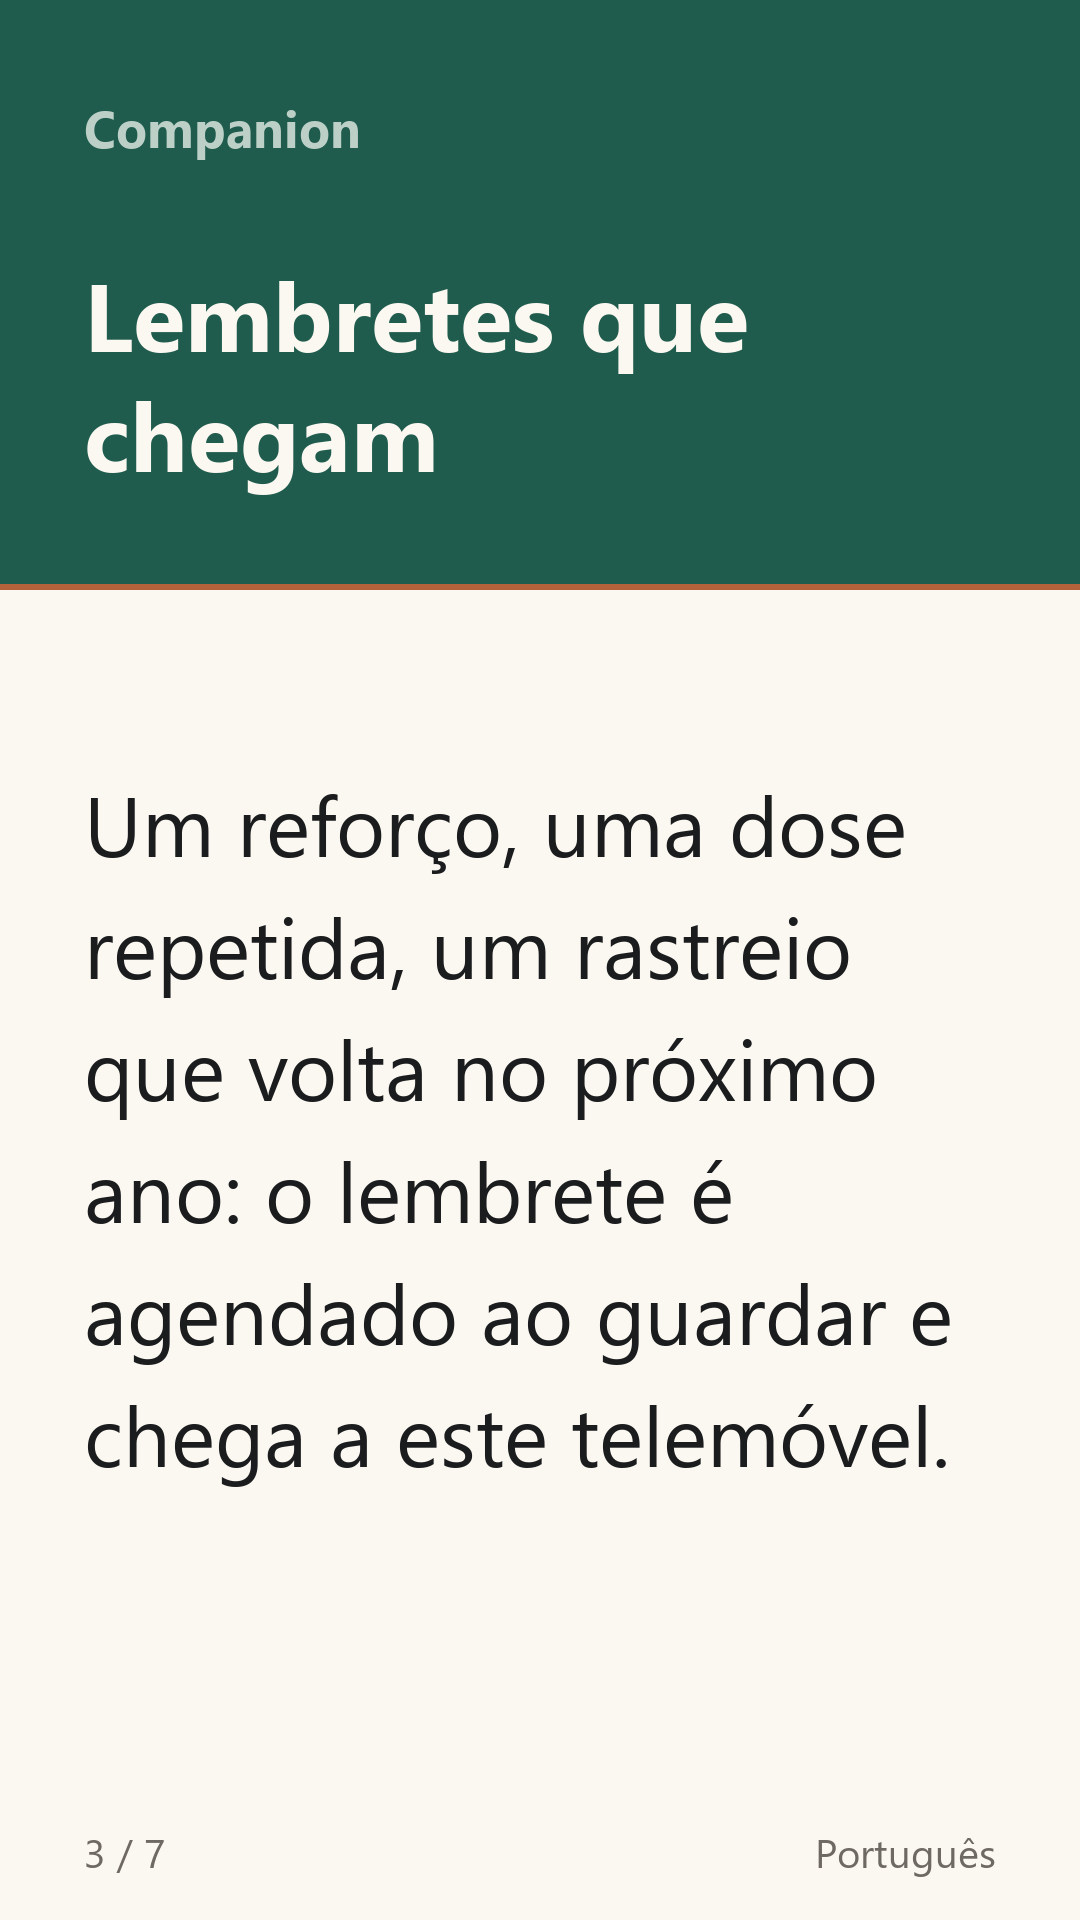 Companion
Lembretes que
chegam
Um reforço, uma dose
repetida, um rastreio
que volta no próximo
ano: o lembrete é
agendado ao guardar e
chega a este telemóvel.
3 / 7
Português